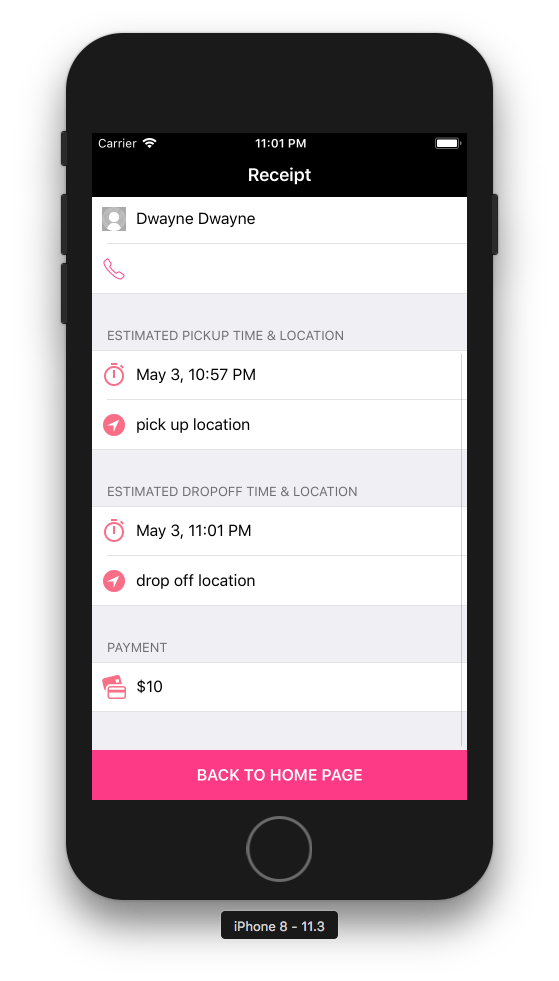 Carrier 11:01 PM
Receipt
Dwayne Dwayne
ESTIMATED PICKUP TIME & LOCATION
May 3, 10:57 PM
pick up location
ESTIMATED DROPOFF TIME & LOCATION
May 3, 11:01 PM
drop off location
PAYMENT
$10
BACK TO HOME PAGE
iPhone 8 - 11.3